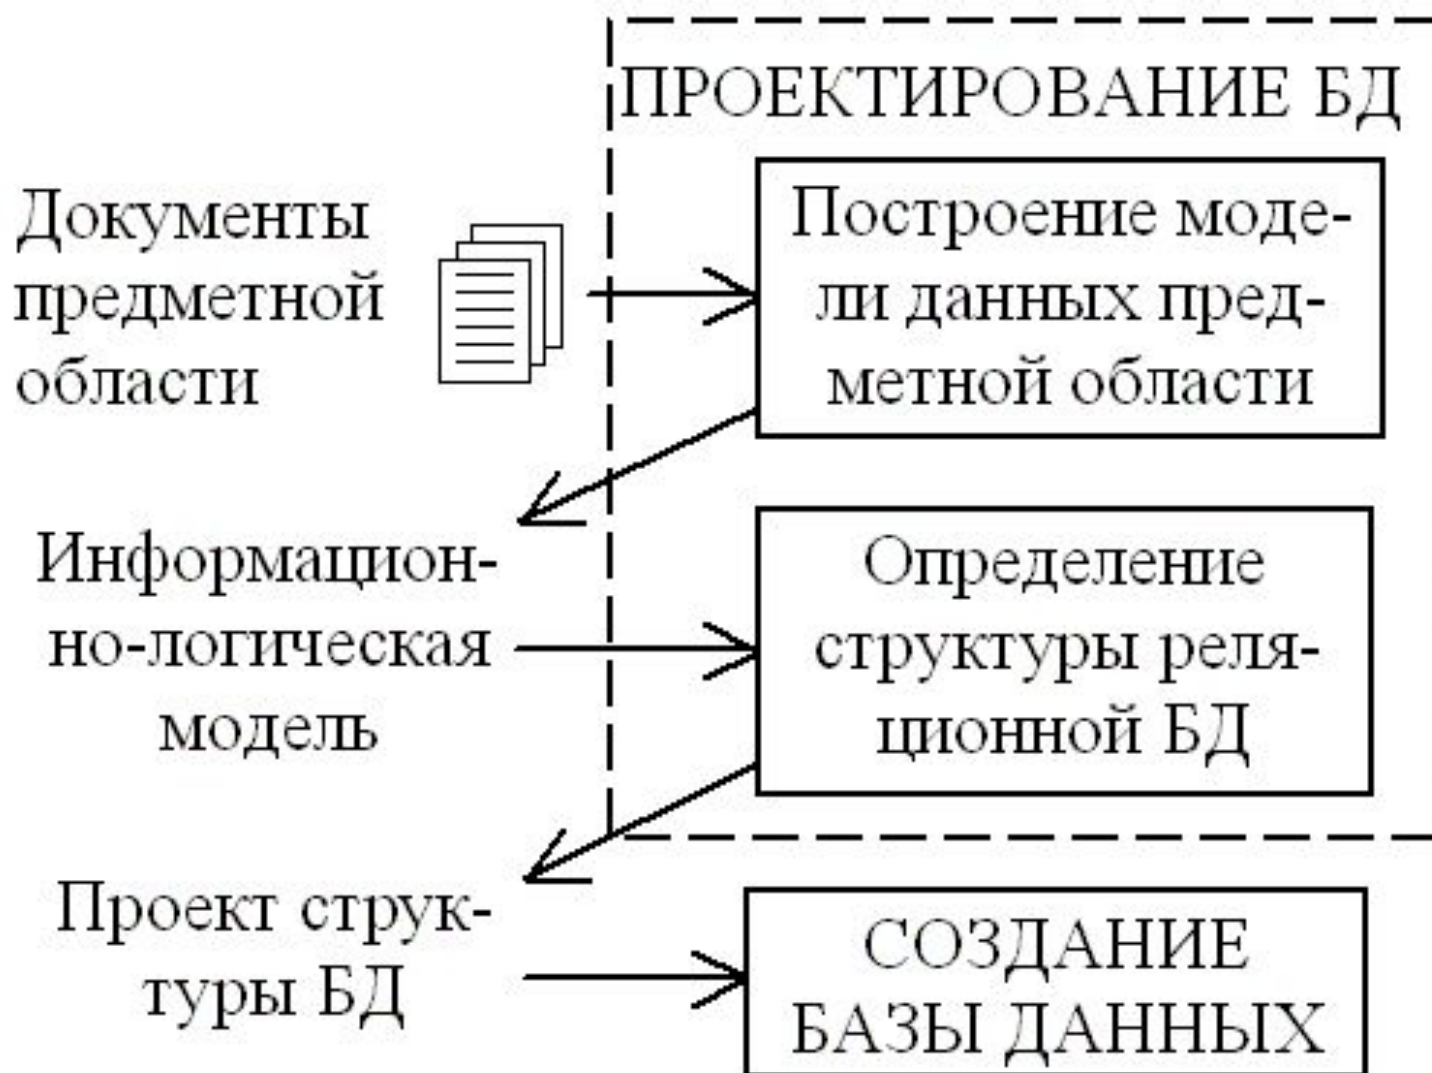 ПРОЕКТИРОВАНИЕ БД
Документы
предметной
области
Построение моде-
ли данных пред-
метной области
Информацион-
но-логическая
модель
Определение
структуры реля-
ционной БД
Проект струк-
туры БД
СОЗДАНИЕ
БАЗЫ ДАННЫХ